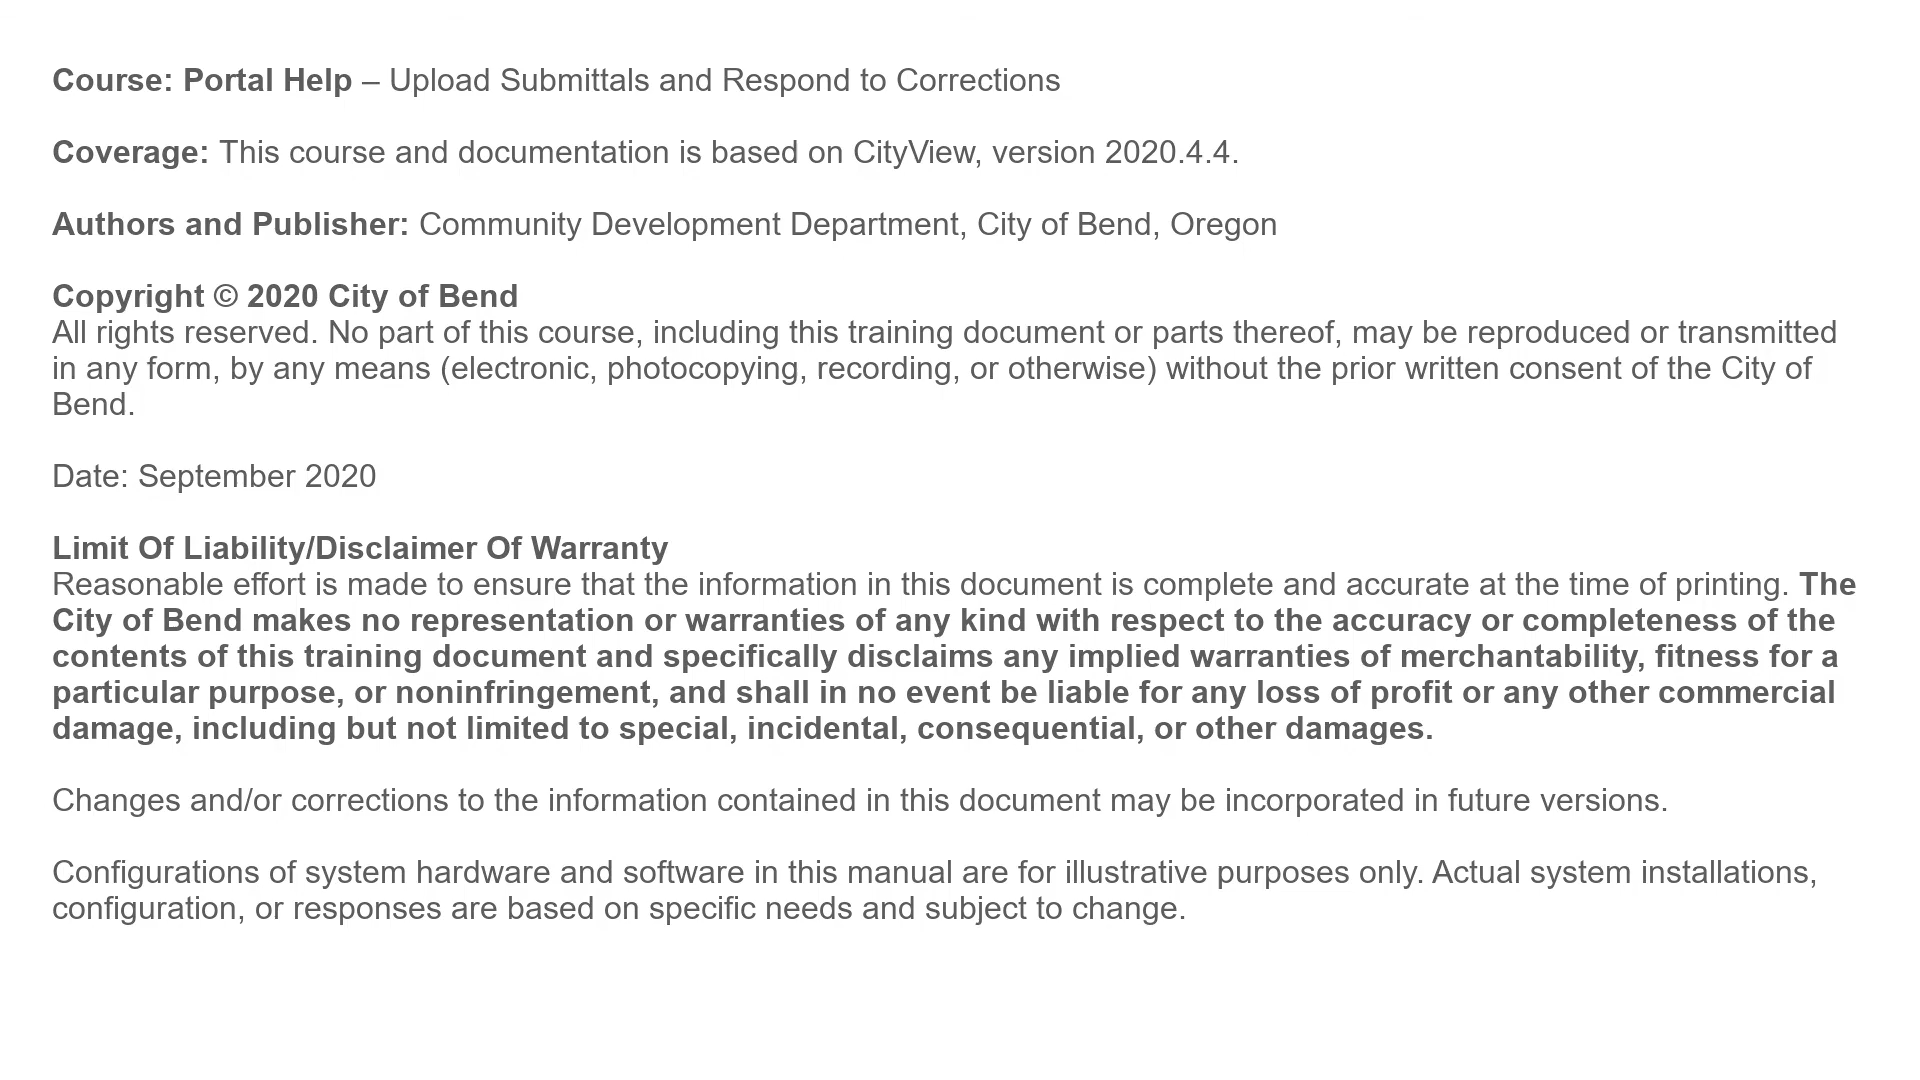 Course: Portal Help – Upload Submittals and Respond to Corrections
Coverage: This course and documentation is based on CityView, version 2020.4.4.
Authors and Publisher: Community Development Department, City of Bend, Oregon
Copyright © 2020 City of Bend
All rights reserved. No part of this course, including this training document or parts thereof, may be reproduced or transmitted
in any form, by any means (electronic, photocopying, recording, or otherwise) without the prior written consent of the City of
Bend.
Date: September 2020
Limit Of Liability/Disclaimer Of Warranty
Reasonable effort is made to ensure that the information in this document is complete and accurate at the time of printing. The
City of Bend makes no representation or warranties of any kind with respect to the accuracy or completeness of the
contents of this training document and specifically disclaims any implied warranties of merchantability, fitness for a
particular purpose, or noninfringement, and shall in no event be liable for any loss of profit or any other commercial
damage, including but not limited to special, incidental, consequential, or other damages.
Changes and/or corrections to the information contained in this document may be incorporated in future versions.
Configurations of system hardware and software in this manual are for illustrative purposes only. Actual system installations,
configuration, or responses are based on specific needs and subject to change.